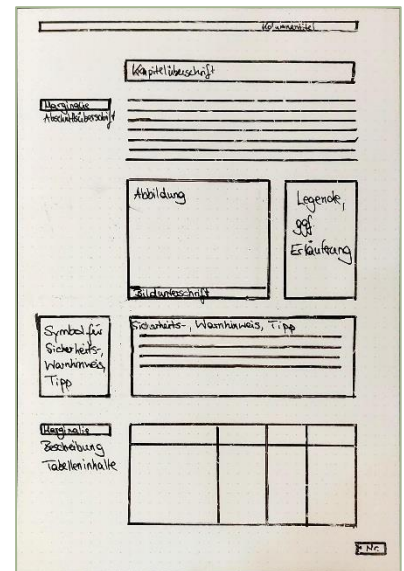 Kolumnentitel
Kapitelüberschrift
Marginalie
Abschnittsüberschrift
Abbildung
Bildunterschrift
Legende,
ggf
Erläuterung
Symbol für
Sicherheits-,
Warnhinweis,
Tipp
Sicherheits-, Warnhinweis, Tipp
Marginalie
Beschreibung
Tabelleninhalte
Nr.